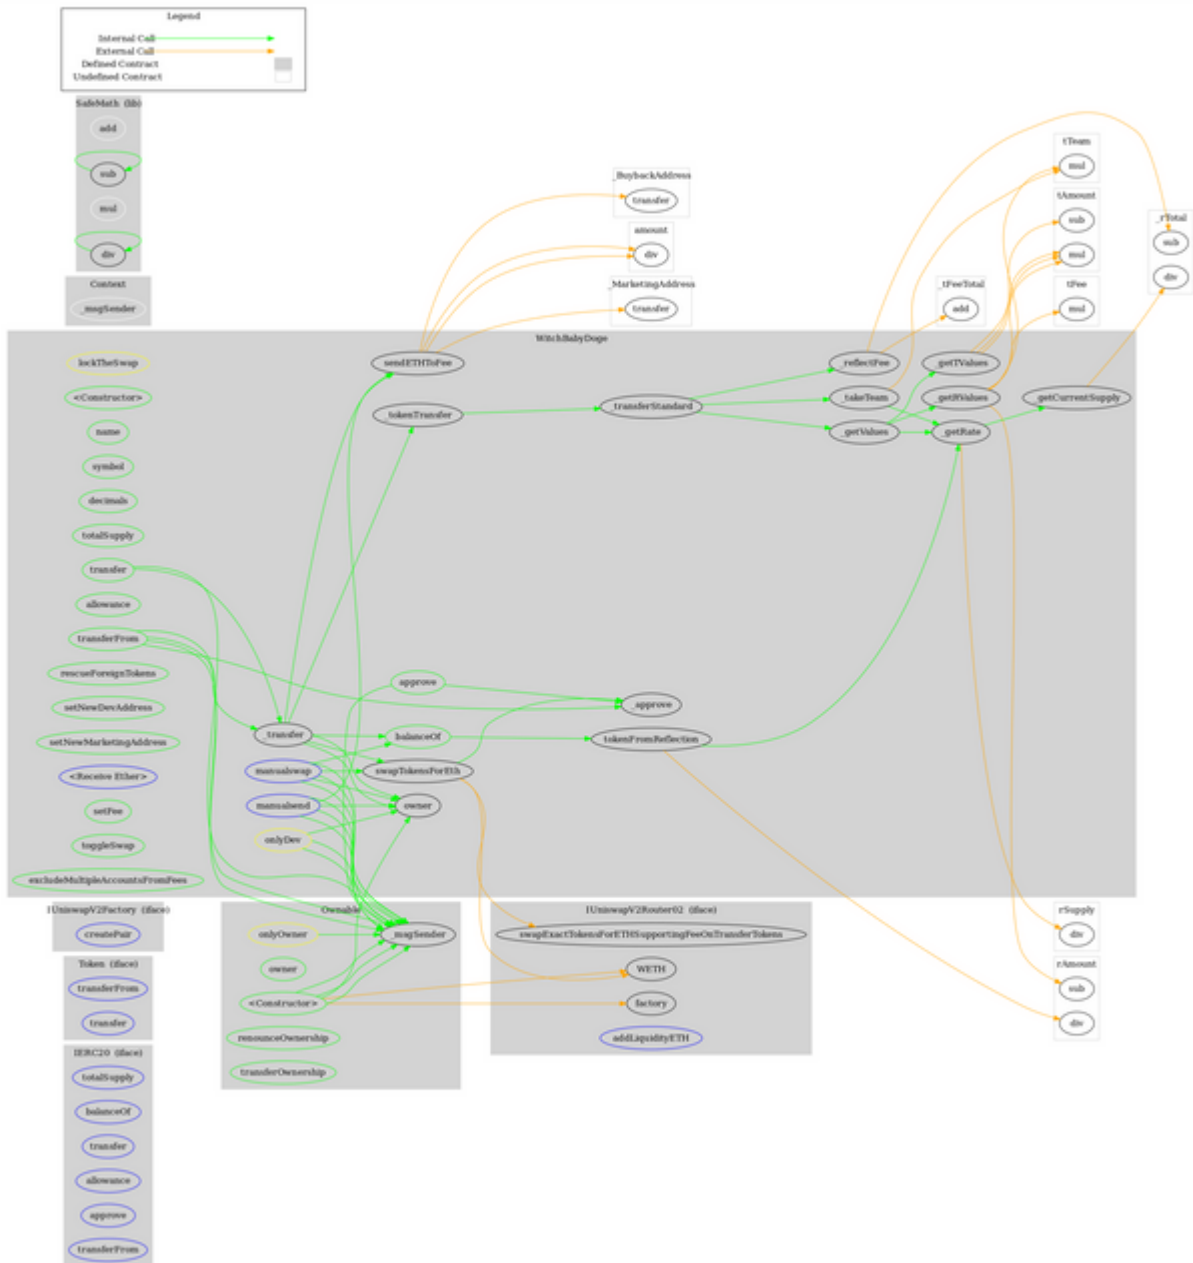 Legend
Internal Call
External Call
Defined Contract
Undefined Contract
SafeMath (lib)
add
sub
mul
div
Context
_msgSender
_BuybackAddress
transfer
amount
div
_MarketingAddress
transfer
tTeam
mul
tAmount
sub
mul
tFee
mul
_tFeeTotal
add
_rTotal
sub
div
WitchBabyDoge
lockTheSwap
<Constructor>
name
symbol
decimals
totalSupply
transfer
allowance
transferFrom
rescueForeignTokens
setNewDevAddress
setNewMarketingAddress
<Receive Ether>
setFee
toggleSwap
excludeMultipleAccountsFromFees
_transfer
manualswap
manualsend
onlyDev
sendETHToFee
_tokenTransfer
approve
balanceOf
swapTokensForEth
owner
_transferStandard
_approve
tokenFromReflection
_reflectFee
_takeTeam
_getValues
_getTValues
_getRValues
_getRate
_getCurrentSupply
IUniswapV2Factory (iface)
createPair
Token (iface)
transferFrom
transfer
IERC20 (iface)
totalSupply
balanceOf
transfer
allowance
approve
transferFrom
Ownable
onlyOwner
owner
<Constructor>
renounceOwnership
transferOwnership
_msgSender
IUniswapV2Router02 (iface)
swapExactTokensForETHSupportingFeeOnTransferTokens
WETH
factory
addLiquidityETH
rSupply
div
rAmount
sub
div